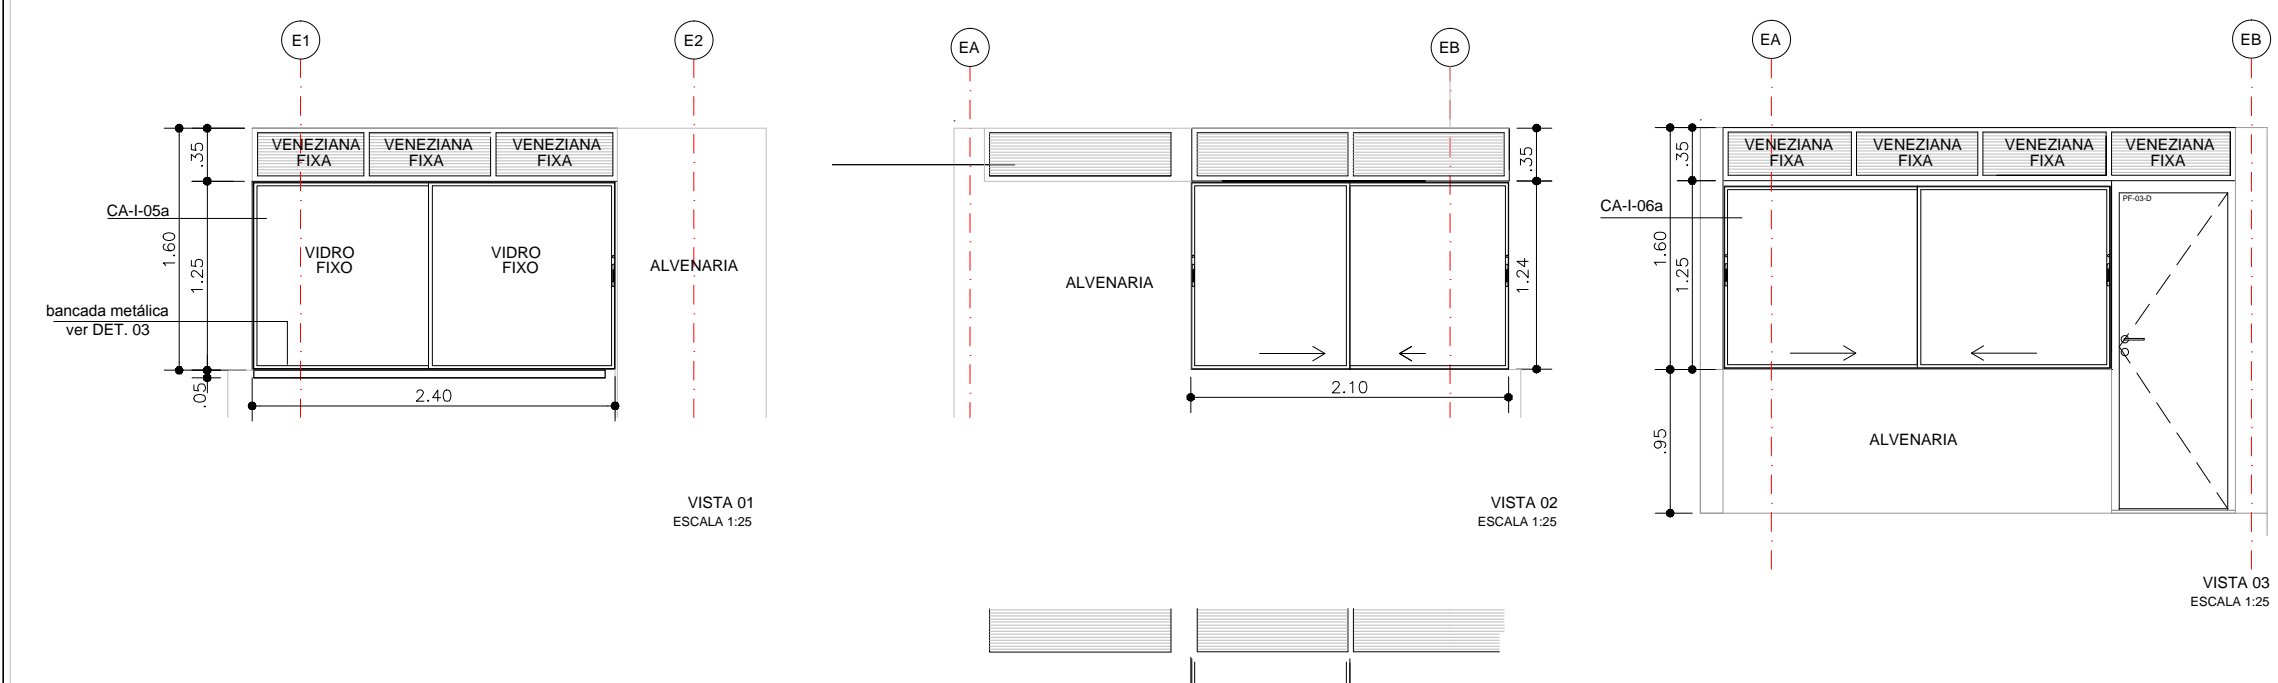 E1
E2
VENEZIANA
FIXA
VENEZIANA
FIXA
VENEZIANA
FIXA
.35
CA-I-05a
1.60
1.25
VIDRO
FIXO
VIDRO
FIXO
ALVENARIA
bancada metálica
ver DET. 03
.05
2.40
VISTA 01
ESCALA 1:25
EA
EB
.35
ALVENARIA
1.24
2.10
VISTA 02
ESCALA 1:25
EA
EB
VENEZIANA
FIXA
VENEZIANA
FIXA
VENEZIANA
FIXA
VENEZIANA
FIXA
.35
CA-I-06a
PF-03-D
1.60
1.25
.95
ALVENARIA
VISTA 03
ESCALA 1:25